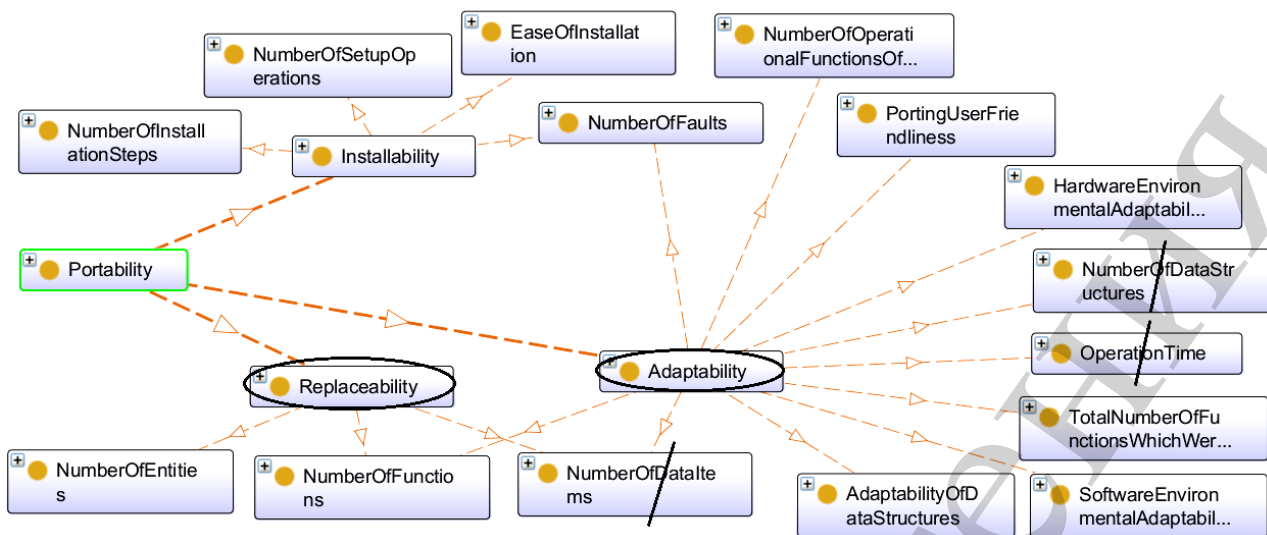 NumberOfSetupOp
erations
EaseOfInstallat
ion
NumberOfOperati
onalFunctionsOf...
NumberOfInstall
ationSteps
Installability
NumberOfFaults
PortingUserFrie
ndliness
HardwareEnviron
mentalAdaptabil...
Portability
NumberOfDataStr
uctures
OperationTime
Replaceability
Adaptability
TotalNumberOfFu
nctionsWhichWer...
NumberOfEntitie
s
NumberOfFunctio
ns
NumberOfDataIte
ms
AdaptabilityOfD
ataStructures
SoftwareEnviron
mentalAdaptabil...
ения